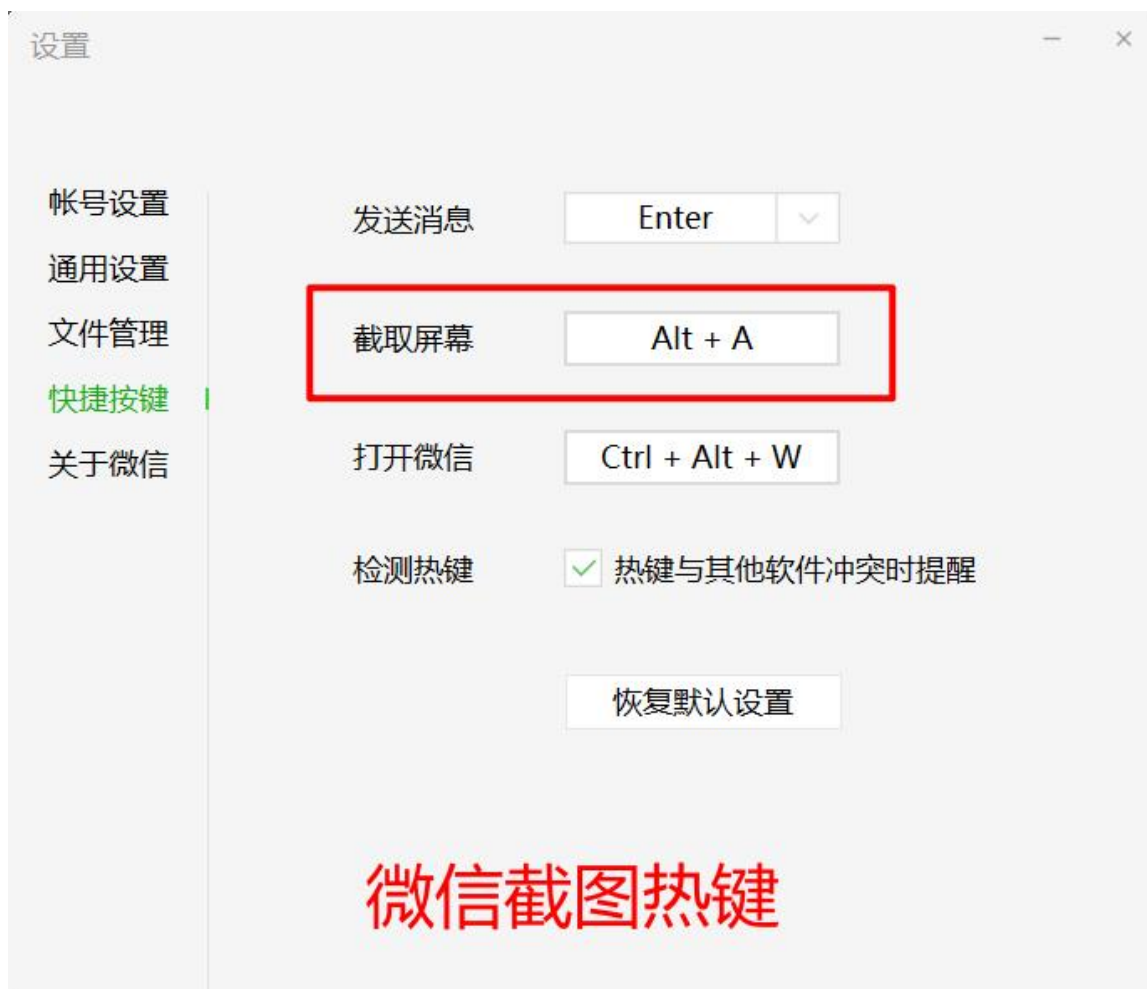 设置
帐号设置
通用设置
文件管理
快捷按键
关于微信
发送消息 Enter
截取屏幕 Alt + A
打开微信 Ctrl + Alt + W
检测热键 热键与其他软件冲突时提醒
恢复默认设置
微信截图热键